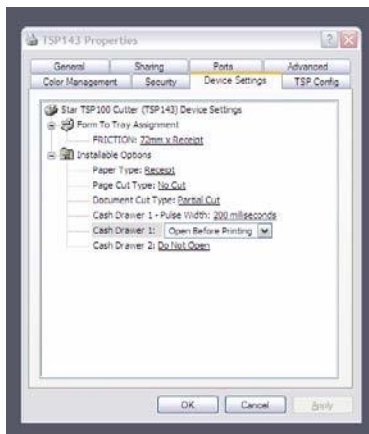 TSP143 Properties
General Sharing Ports Advanced
Color Management Security Device Settings TSP Config
Star TSP100 Cutter (TSP143) Device Settings
Form To Tray Assignment
FRICTION: 72mm x Receipt
Installable Options
Paper Type: Receipt
Page Cut Type: No Cut
Document Cut Type: Partial Cut
Cash Drawer 1 - Pulse Width: 200 miliseconds
Cash Drawer 1: Open Before Printing
Cash Drawer 2: Do Not Open
OK Cancel Apply